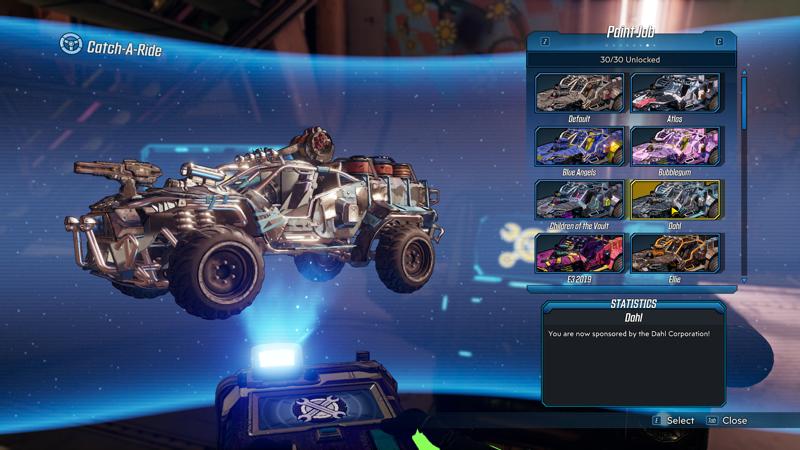 Catch-A-Ride
Paint Job
Z
C
30/30 Unlocked
Default
Atlas
Blue Angels
Bubblegum
Children of the Vault
Dahl
E3 2019
Ellie
STATISTICS
Dahl
You are now sponsored by the Dahl Corporation!
E Select
Tab Close